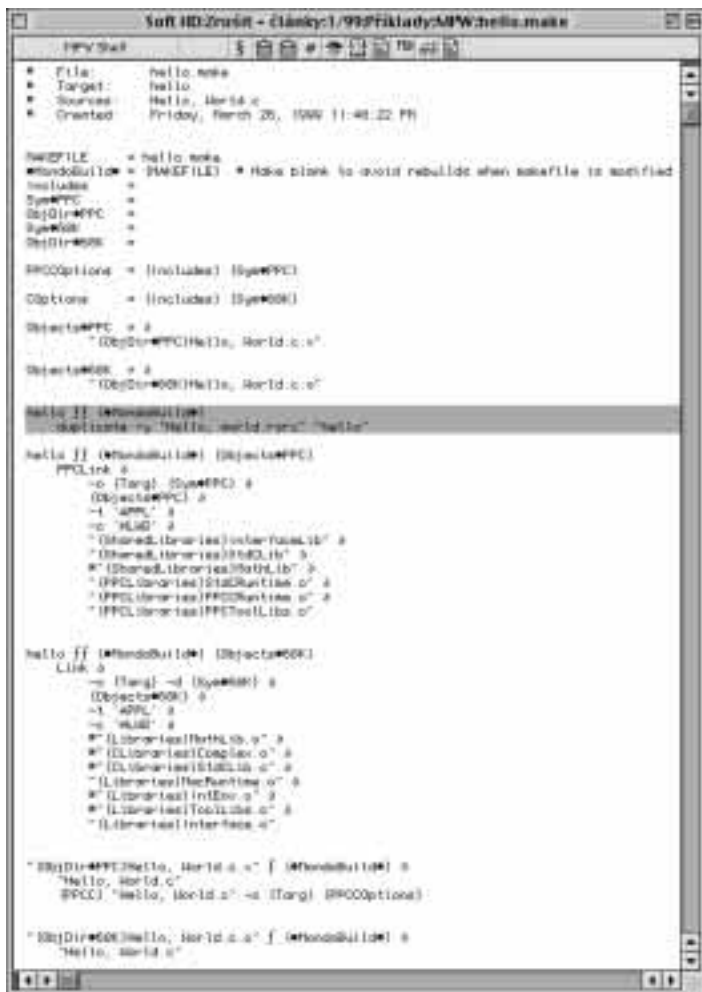 Soft HD:Zrušit – články:1/99:Příklady:MPW:hello.make
MPW Shell
# File: hello.make
# Target: hello
# Sources: Hello, World.c
# Created: Friday, March 26, 1999 11:48:22 PM
MAKEFILE = hello.make
•MondoBuild• = {MAKEFILE} # Make blank to avoid rebuilds when makefile is modified
Includes =
Sym•PPC =
ObjDir•PPC =
Sym•68K =
ObjDir•68K =
PPCCOptions = {Includes} {Sym•PPC}
COptions = {Includes} {Sym•68K}
Objects•PPC = ∂
"{ObjDir•PPC}Hello, World.c.x"
Objects•68K = ∂
"{ObjDir•68K}Hello, World.c.o"
hello ƒƒ {•MondoBuild•}
duplicate -y "Hello, world.rsrc" "hello"
hello ƒƒ {•MondoBuild•} {Objects•PPC}
PPCLink ∂
-o {Targ} {Sym•PPC} ∂
{Objects•PPC} ∂
-t 'APPL' ∂
-c
"{SharedLibraries}InterfaceLib" ∂
"{SharedLibraries}StdCLib" ∂
#"{SharedLibraries}MathLib" ∂
"{PPCLibraries}StdCRuntime.o" ∂
"{PPCLibraries}PPCCRuntime.o" ∂
"{PPCLibraries}PPCToolLibs.o"
hello ƒƒ {•MondoBuild•} {Objects•68K}
Link ∂
-o {Targ} -d {Sym•68K} ∂
{Objects•68K} ∂
-t 'APPL' ∂
-c
#"{Libraries}MathLib.o" ∂
#"{CLibraries}Complex.o" ∂
#"{CLibraries}StdCLib.o" ∂
"{Libraries}MacRuntime.o" ∂
#"{Libraries}IntEnv.o" ∂
#"{Libraries}ToolLibs.o" ∂
"{Libraries}Interface.o"
"{ObjDir•PPC}Hello, World.c.x" ƒ {•MondoBuild•} ∂
"Hello, World.c"
{PPCC} "Hello, World.c" -o {Targ} {PPCCOptions}
"{ObjDir•68K}Hello, World.c.o" ƒ {•MondoBuild•} ∂
"Hello, World.c"